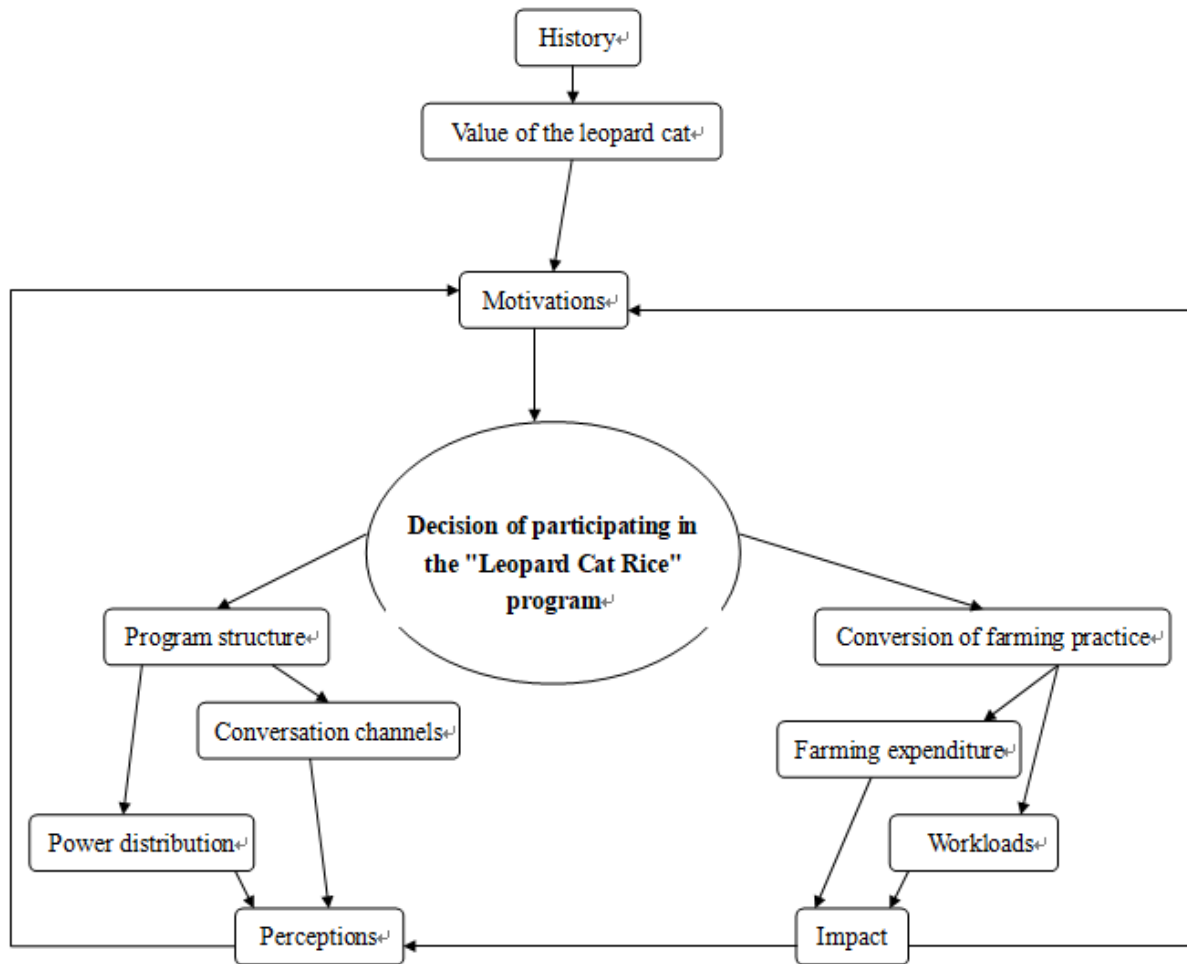 History↵
Value of the leopard cat↵
Motivations↵
Decision of participating in
the "Leopard Cat Rice"
program↵
Program structure↵
Conversion of farming practice↵
Conversation channels↵
Farming expenditure↵
Power distribution↵
Workloads↵
Perceptions↵
Impact